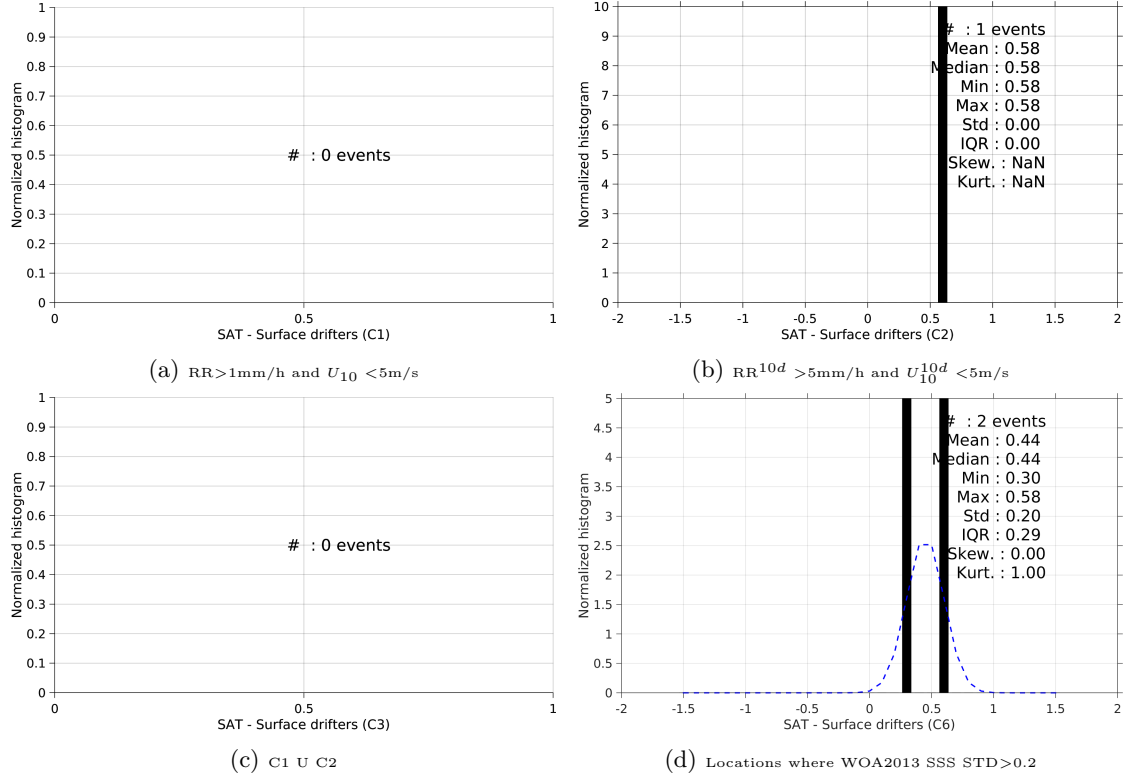 1
0.9
0.8
0.7
0.6
0.5
0.4
0.3
0.2
0.1
0
Normalized histogram
# : 0 events
0 0.5 1
SAT - Surface drifters (C1)
(a) RR>1mm/h and U10 <5m/s
10
9
8
7
6
5
4
3
2
1
0
Normalized histogram
# : 1 events
Mean : 0.58
Median : 0.58
Min : 0.58
Max : 0.58
Std : 0.00
IQR : 0.00
Skew. : NaN
Kurt. : NaN
-2 -1.5 -1 -0.5 0 0.5 1 1.5 2
SAT - Surface drifters (C2)
(b) RR^10d >5mm/h and U10^10d <5m/s
1
0.9
0.8
0.7
0.6
0.5
0.4
0.3
0.2
0.1
0
Normalized histogram
# : 0 events
0 0.5 1
SAT - Surface drifters (C3)
(c) C1 U C2
5
4.5
4
3.5
3
2.5
2
1.5
1
0.5
0
Normalized histogram
# : 2 events
Mean : 0.44
Median : 0.44
Min : 0.30
Max : 0.58
Std : 0.20
IQR : 0.29
Skew. : 0.00
Kurt. : 1.00
-2 -1.5 -1 -0.5 0 0.5 1 1.5 2
SAT - Surface drifters (C6)
(d) Locations where WOA2013 SSS STD>0.2